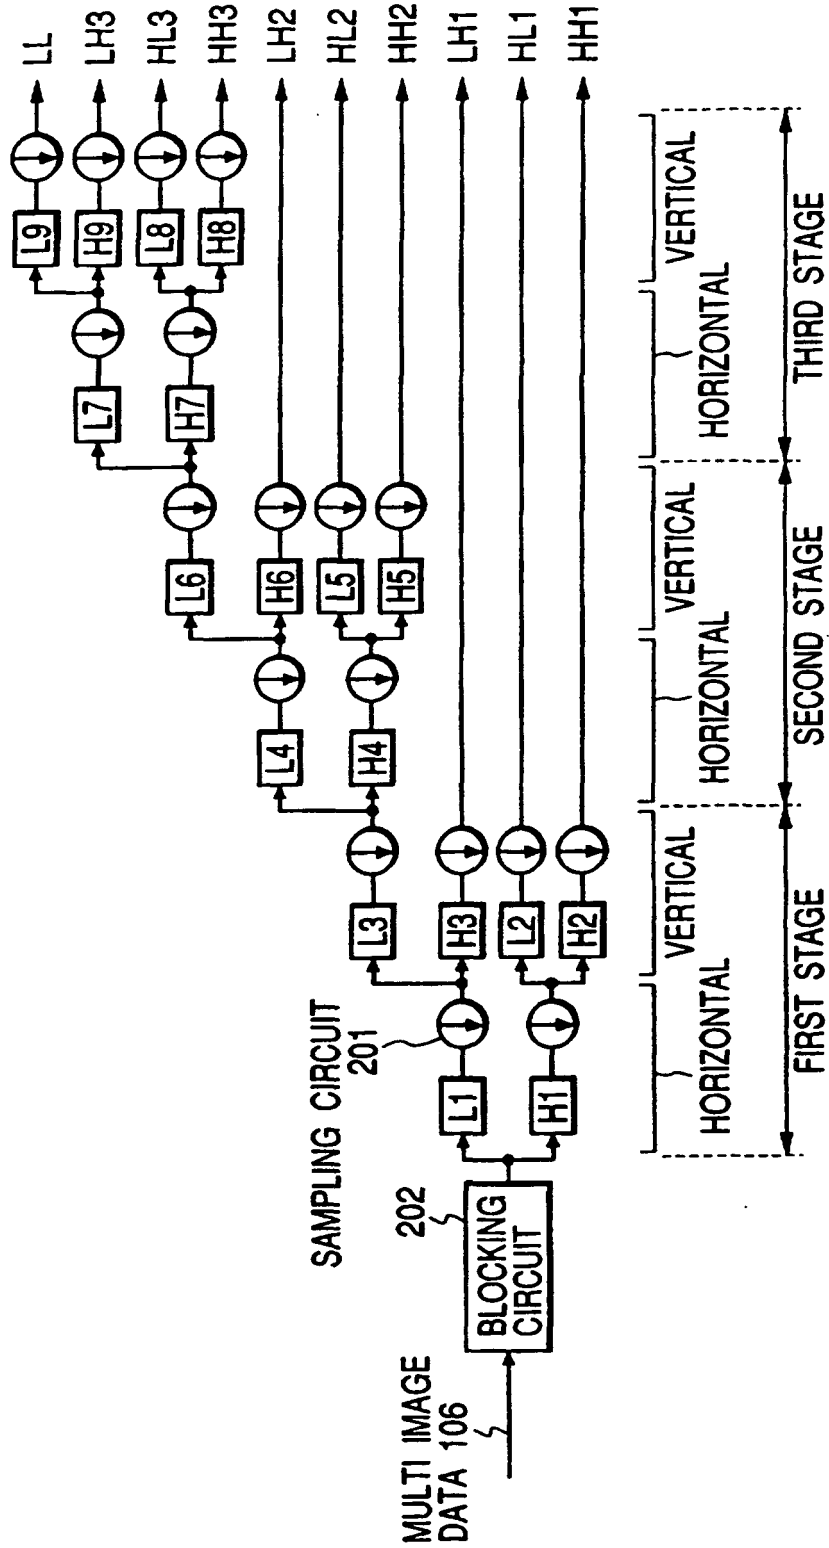 MULTI IMAGE
DATA 106
BLOCKING
CIRCUIT
202
SAMPLING CIRCUIT
201
L1
H1
L3
H3
L2
H2
L4
H4
L6
H6
L5
H5
L7
H7
L9
H9
L8
H8
LL
LH3
HL3
HH3
LH2
HL2
HH2
LH1
HL1
HH1
HORIZONTAL
VERTICAL
HORIZONTAL
VERTICAL
HORIZONTAL
VERTICAL
FIRST STAGE
SECOND STAGE
THIRD STAGE